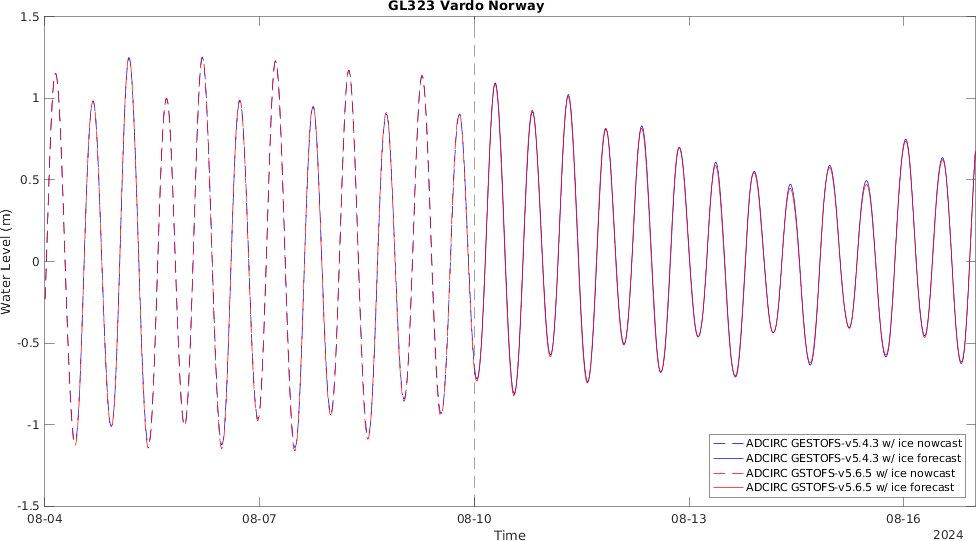 GL323 Vardo Norway
1.5
1
0.5
0
-0.5
-1
-1.5
Water Level (m)
08-04
08-07
08-10
08-13
08-16
Time
2024
ADCIRC GESTOFS-v5.4.3 w/ ice nowcast
ADCIRC GESTOFS-v5.4.3 w/ ice forecast
ADCIRC GSTOFS-v5.6.5 w/ ice nowcast
ADCIRC GSTOFS-v5.6.5 w/ ice forecast